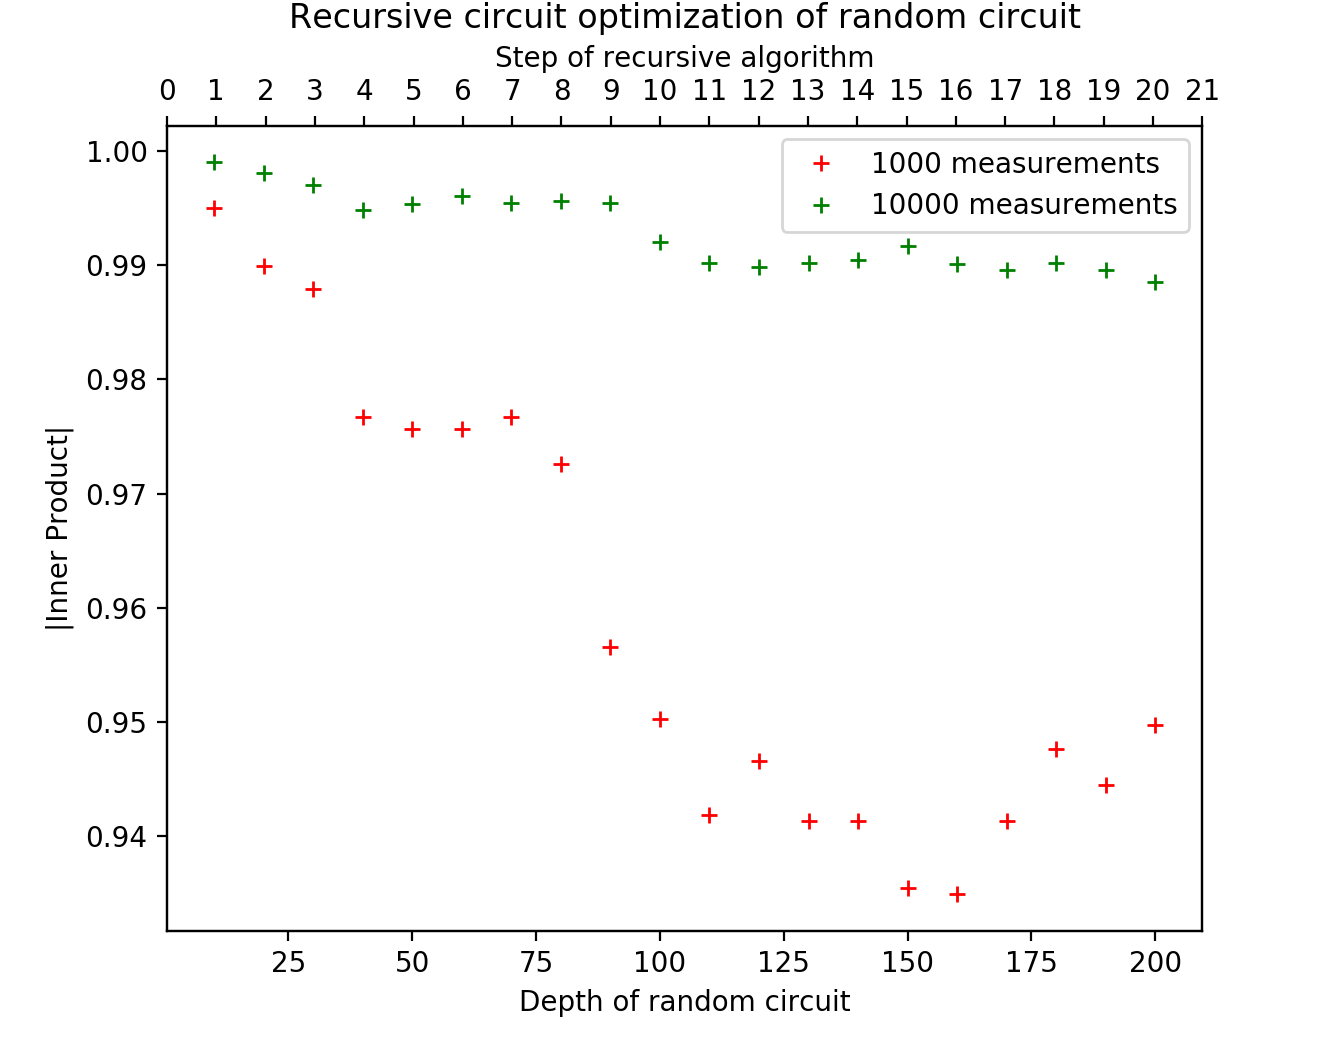 Recursive circuit optimization of random circuit
Step of recursive algorithm
0 1 2 3 4 5 6 7 8 9 10 11 12 13 14 15 16 17 18 19 20 21
1000 measurements
10000 measurements
1.00
0.99
0.98
0.97
0.96
0.95
0.94
|Inner Product|
25 50 75 100 125 150 175 200
Depth of random circuit